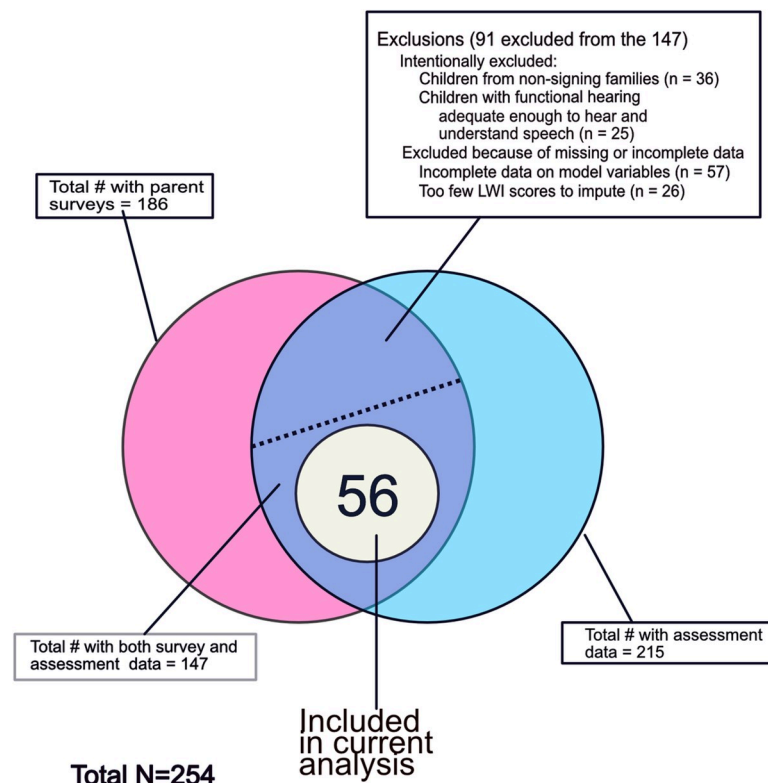 Exclusions (91 excluded from the 147)
Intentionally excluded:
Children from non-signing families (n = 36)
Children with functional hearing
adequate enough to hear and
understand speech (n = 25)
Excluded because of missing or incomplete data
Incomplete data on model variables (n = 57)
Too few LWI scores to impute (n = 26)
Total # with parent
surveys = 186
56
Total # with both survey and
assessment data = 147
Total # with assessment
data = 215
Included
in current
analysis
Total N=254